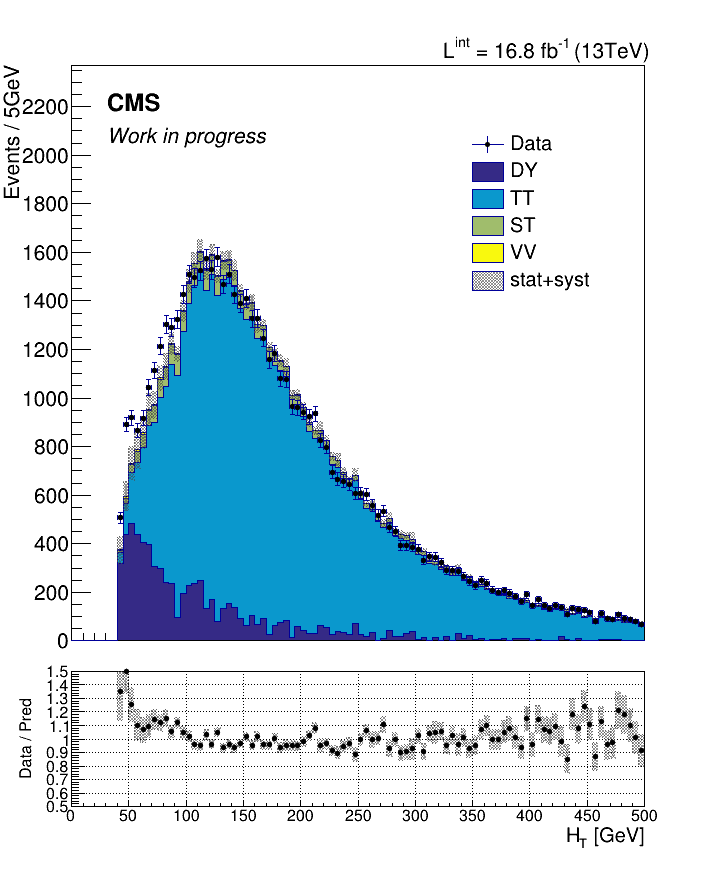 L^int = 16.8 fb^-1 (13TeV)
Events / 5GeV
2200
2000
1800
1600
1400
1200
1000
800
600
400
200
0
CMS
Work in progress
Data
DY
TT
ST
VV
stat+syst
Data / Pred
1.5
1.4
1.3
1.2
1.1
1
0.9
0.8
0.7
0.6
0.5
0 50 100 150 200 250 300 350 400 450 500
H_T [GeV]